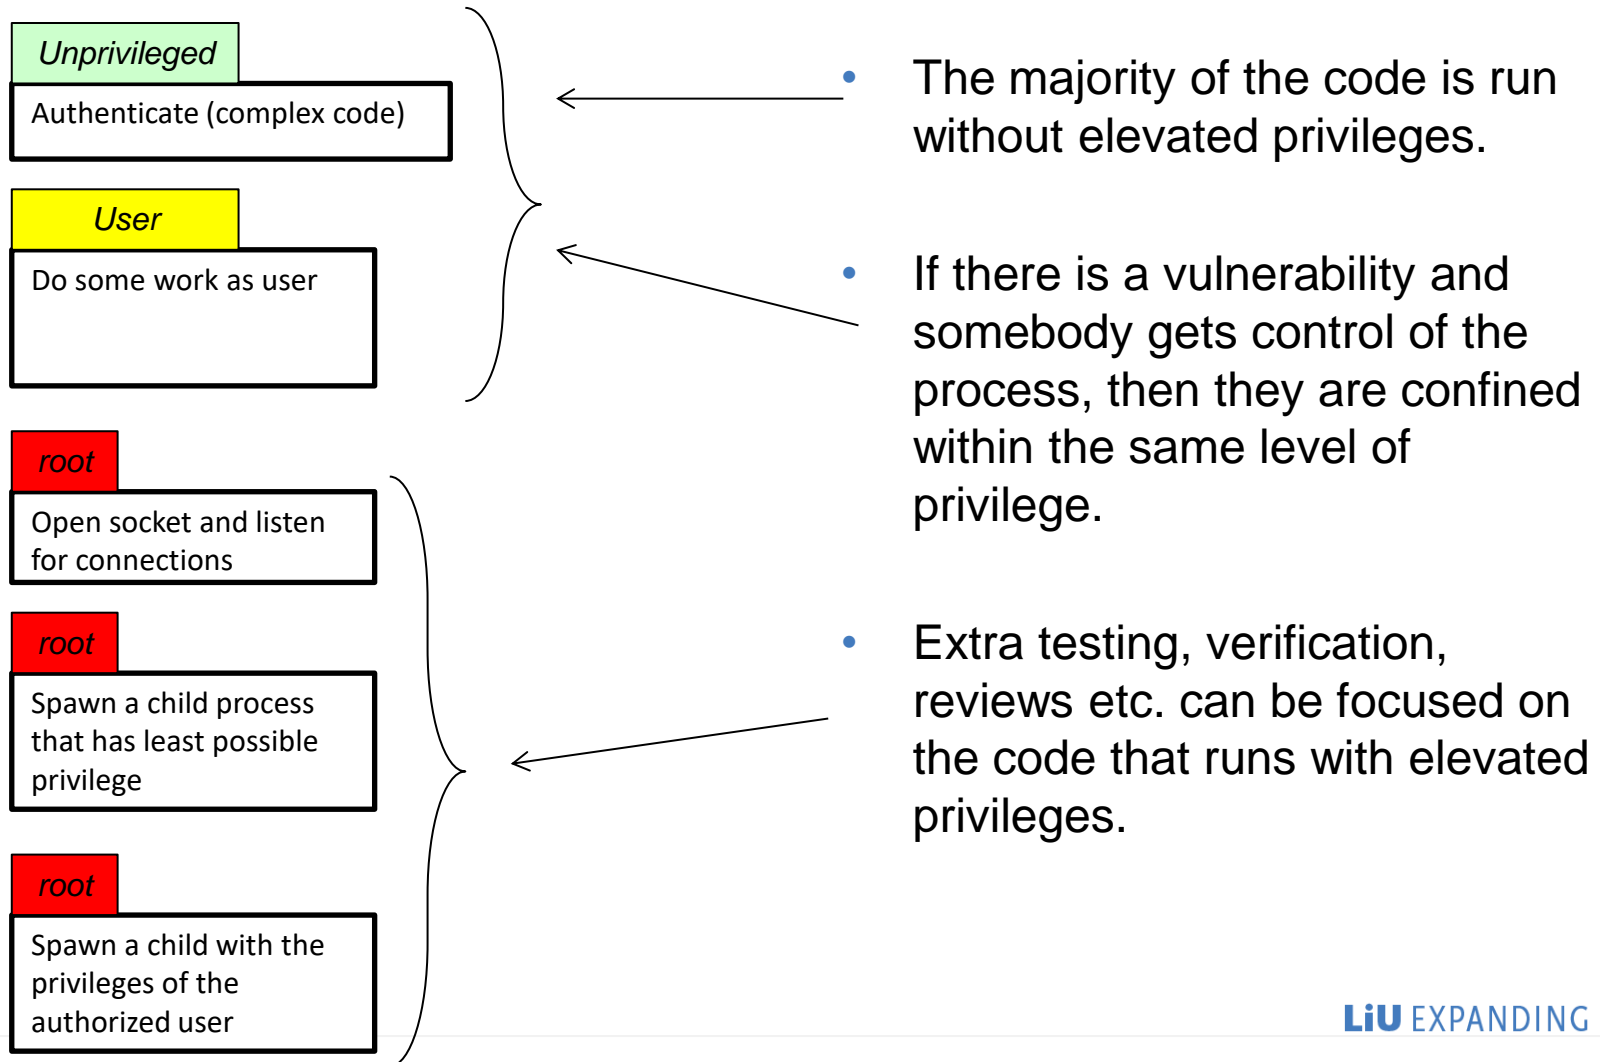 Unprivileged
Authenticate (complex code)
User
Do some work as user
root
Open socket and listen
for connections
root
Spawn a child process
that has least possible
privilege
root
Spawn a child with the
privileges of the
authorized user
• The majority of the code is run
without elevated privileges.
• If there is a vulnerability and
somebody gets control of the
process, then they are confined
within the same level of
privilege.
• Extra testing, verification,
reviews etc. can be focused on
the code that runs with elevated
privileges.
LiU EXPANDING